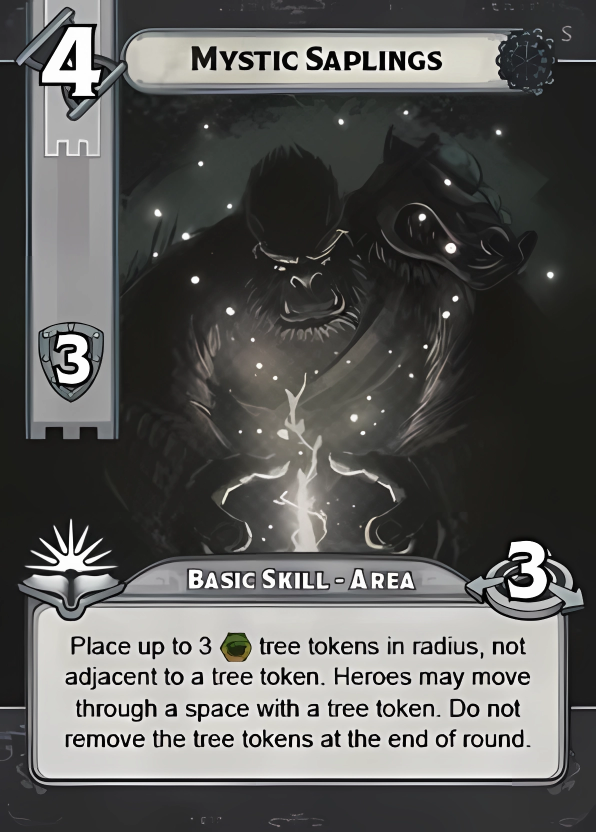 4
MYSTIC SAPLINGS
S
3
BASIC SKILL - AREA
3
Place up to 3 tree tokens in radius, not
adjacent to a tree token. Heroes may move
through a space with a tree token. Do not
remove the tree tokens at the end of round.